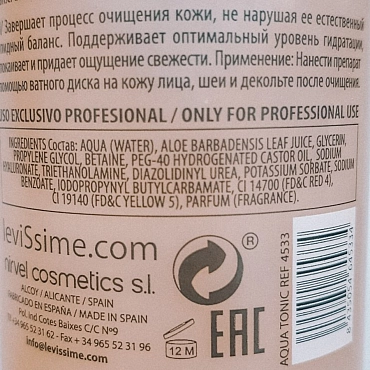 Завершает процесс очищения кожи, не нарушая ее естественный
пидный баланс. Поддерживает оптимальный уровень гидратации,
покаивает и придает ощущение свежести. Применение: Нанести препарат
помощью ватного диска на кожу лица, шеи и декольте после очищения.
USO EXCLUSIVO PROFESIONAL / ONLY FOR PROFESSIONAL USE
INGREDIENTS Состав: AQUA (WATER), ALOE BARBADENSIS LEAF JUICE, GLYCERIN,
PROPYLENE GLYCOL, BETAINE, PEG-40 HYDROGENATED CASTOR OIL, SODIUM
HYALURONATE, TRIETHANOLAMINE, DIAZOLIDINYL UREA, POTASSIUM SORBATE, SODIUM
BENZOATE, IODOPROPYNYL BUTYLCARBAMATE, CI 14700 (FD&C RED 4),
CI 19140 (FD&C YELLOW 5), PARFUM (FRAGRANCE).
leviSsime.com
nirvel cosmetics s.l.
ALCOY / ALICANTE / SPAIN
FABRICADO EN ESPAÑA / MADE IN SPAIN
Pol. Ind Cotes Baixes C/C Nº9
Tel +34 965 52 31 62 - Fax +34 965 52 31 96
info@levissime.com
12 M
EAC
AQUA TONIC REF 4533